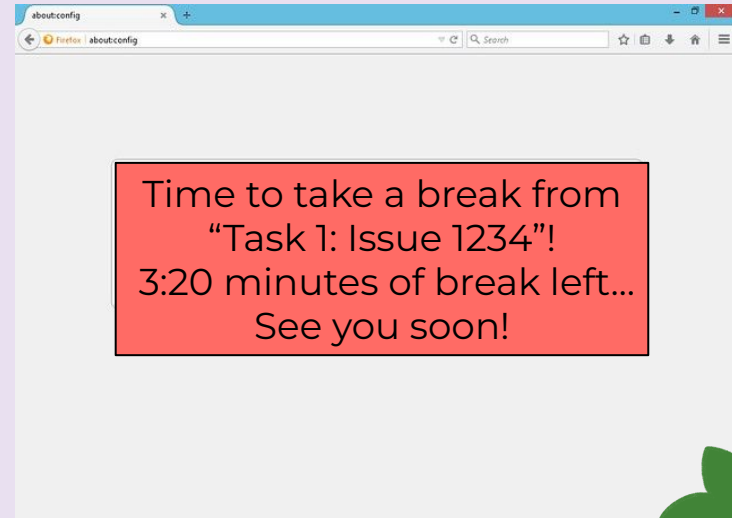 about:config
Firefox about:config Search
Time to take a break from
“Task 1: Issue 1234”!
3:20 minutes of break left...
See you soon!